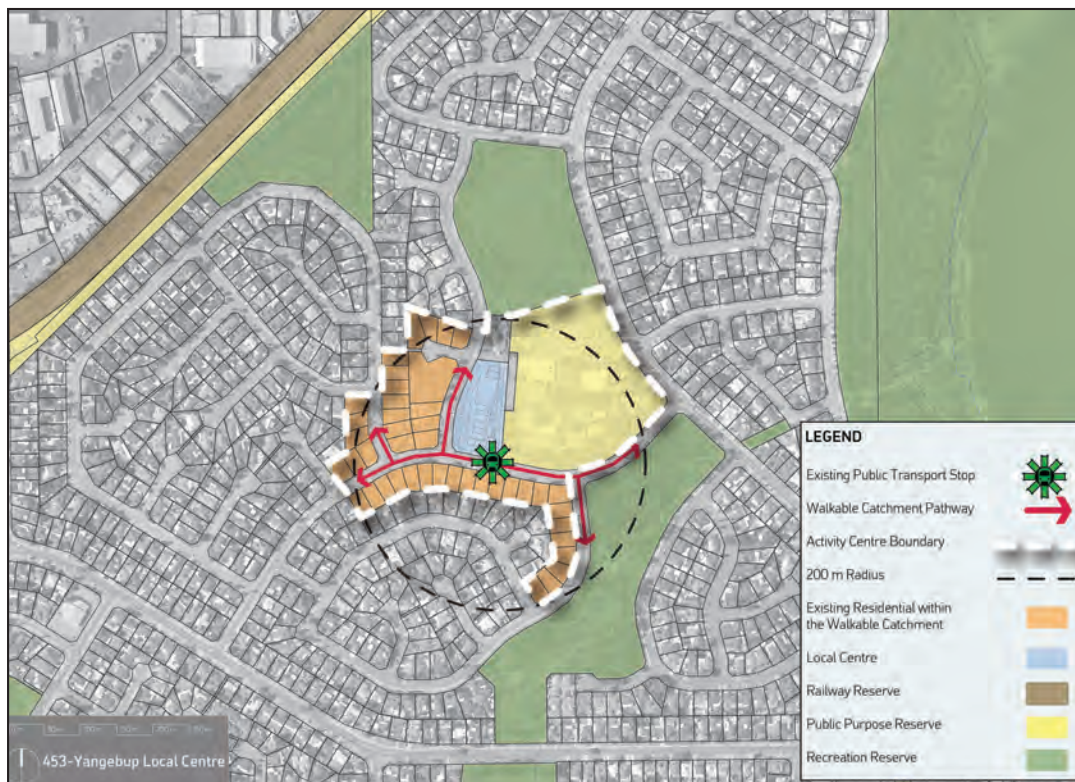 LEGEND
Existing Public Transport Stop
Walkable Catchment Pathway
Activity Centre Boundary
200 m Radius
Existing Residential within
the Walkable Catchment
Local Centre
Railway Reserve
Public Purpose Reserve
Recreation Reserve
453-Yangebup Local Centre